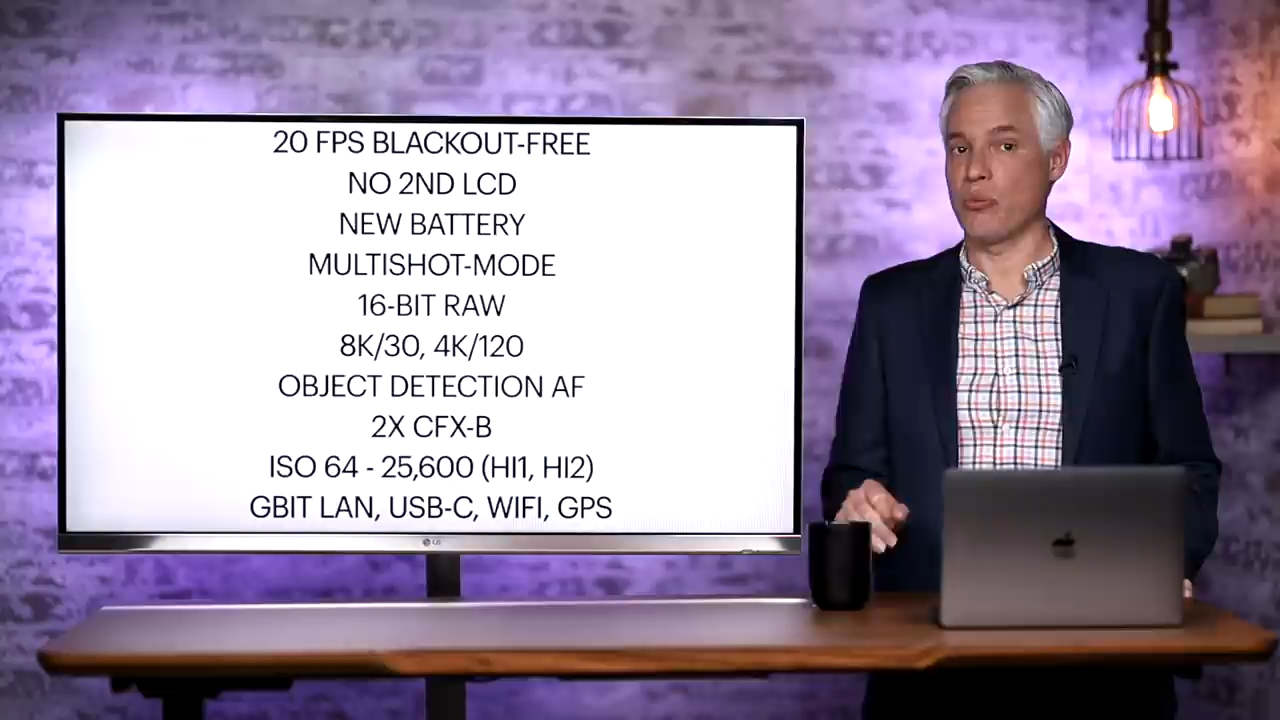 20 FPS BLACKOUT-FREE
NO 2ND LCD
NEW BATTERY
MULTISHOT-MODE
16-BIT RAW
8K/30, 4K/120
OBJECT DETECTION AF
2X CFX-B
ISO 64 - 25,600 (HI1, HI2)
GBIT LAN, USB-C, WIFI, GPS
LG